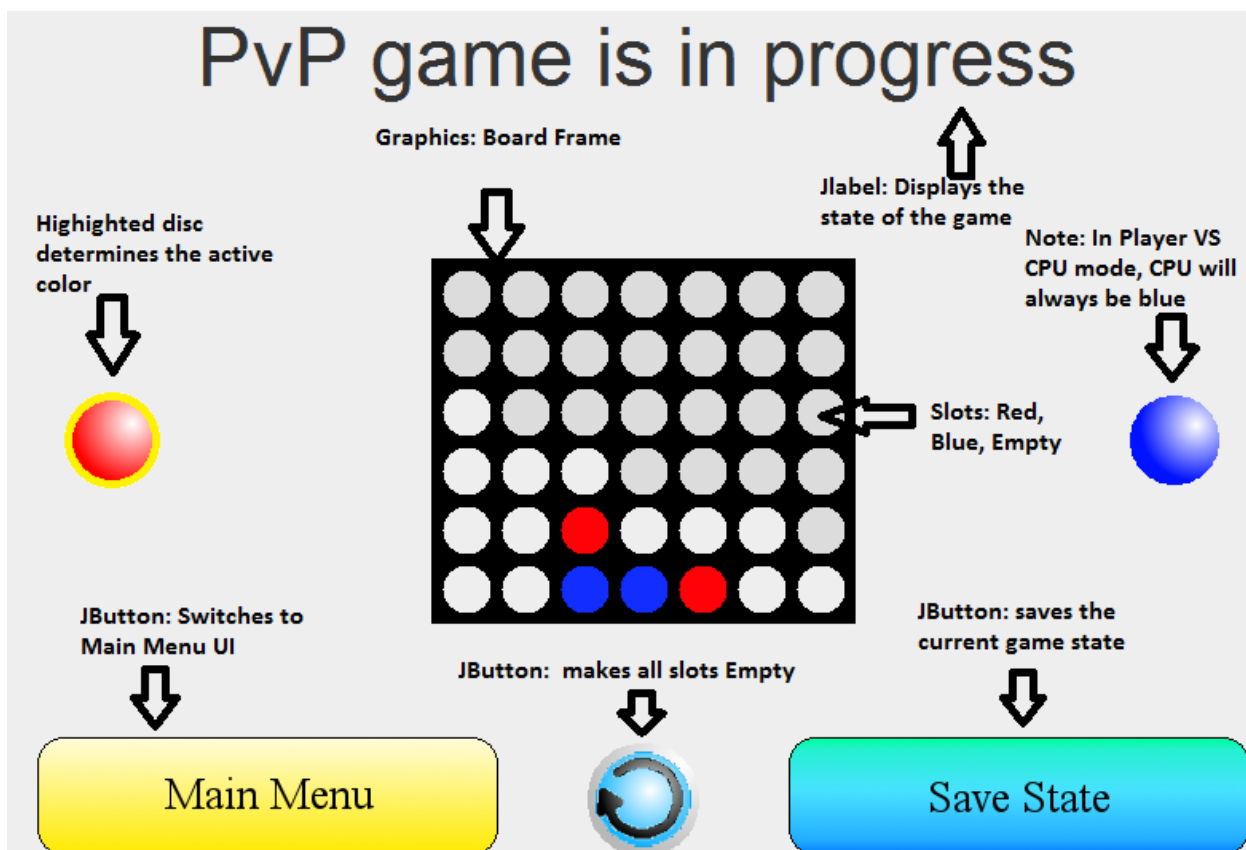 PvP game is in progress
Graphics: Board Frame
Jlabel: Displays the
state of the game
Highighted disc
determines the active
color
Note: In Player VS
CPU mode, CPU will
always be blue
Slots: Red,
Blue, Empty
JButton: Switches to
Main Menu UI
JButton: makes all slots Empty
JButton: saves the
current game state
Main Menu
Save State